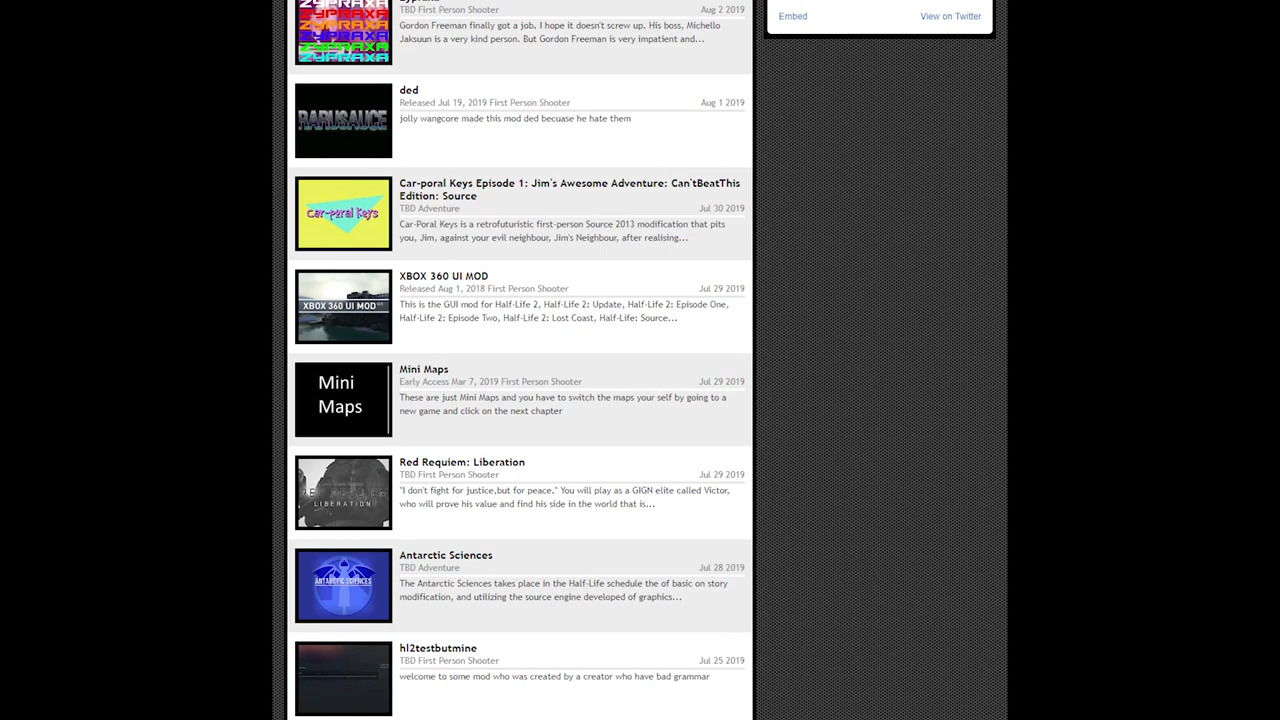 ZYPRAXA
ZYPRAXA
ZYPRAXA
ZYPRAXA
ZYPRAXA
TBD First Person Shooter Aug 2 2019
Gordon Freeman finally got a job. I hope it doesn't screw up. His boss, Michello
Jaksuun is a very kind person. But Gordon Freeman is very impatient and...
Embed View on Twitter
RARUSAUCE
ded
Released Jul 19, 2019 First Person Shooter Aug 1 2019
jolly wangcore made this mod ded becuase he hate them
Car-poral Keys
Car-poral Keys Episode 1: Jim's Awesome Adventure: Can'tBeatThis
Edition: Source
TBD Adventure Jul 30 2019
Car-Poral Keys is a retrofuturistic first-person Source 2013 modification that pits
you, Jim, against your evil neighbour, Jim's Neighbour, after realising...
XBOX 360 UI MOD
XBOX 360 UI MOD
Released Aug 1, 2018 First Person Shooter Jul 29 2019
This is the GUI mod for Half-Life 2, Half-Life 2: Update, Half-Life 2: Episode One,
Half-Life 2: Episode Two, Half-Life 2: Lost Coast, Half-Life: Source...
Mini
Maps
Mini Maps
Early Access Mar 7, 2019 First Person Shooter Jul 29 2019
These are just Mini Maps and you have to switch the maps your self by going to a
new game and click on the next chapter
LIBERATION
Red Requiem: Liberation
TBD First Person Shooter Jul 29 2019
"I don't fight for justice,but for peace." You will play as a GIGN elite called Victor,
who will prove his value and find his side in the world that is...
ANTARCTIC SCIENCES
Antarctic Sciences
TBD Adventure Jul 28 2019
The Antarctic Sciences takes place in the Half-Life schedule the of basic on story
modification, and utilizing the source engine developed of graphics...
hl2testbutmine
TBD First Person Shooter Jul 25 2019
welcome to some mod who was created by a creator who have bad grammar